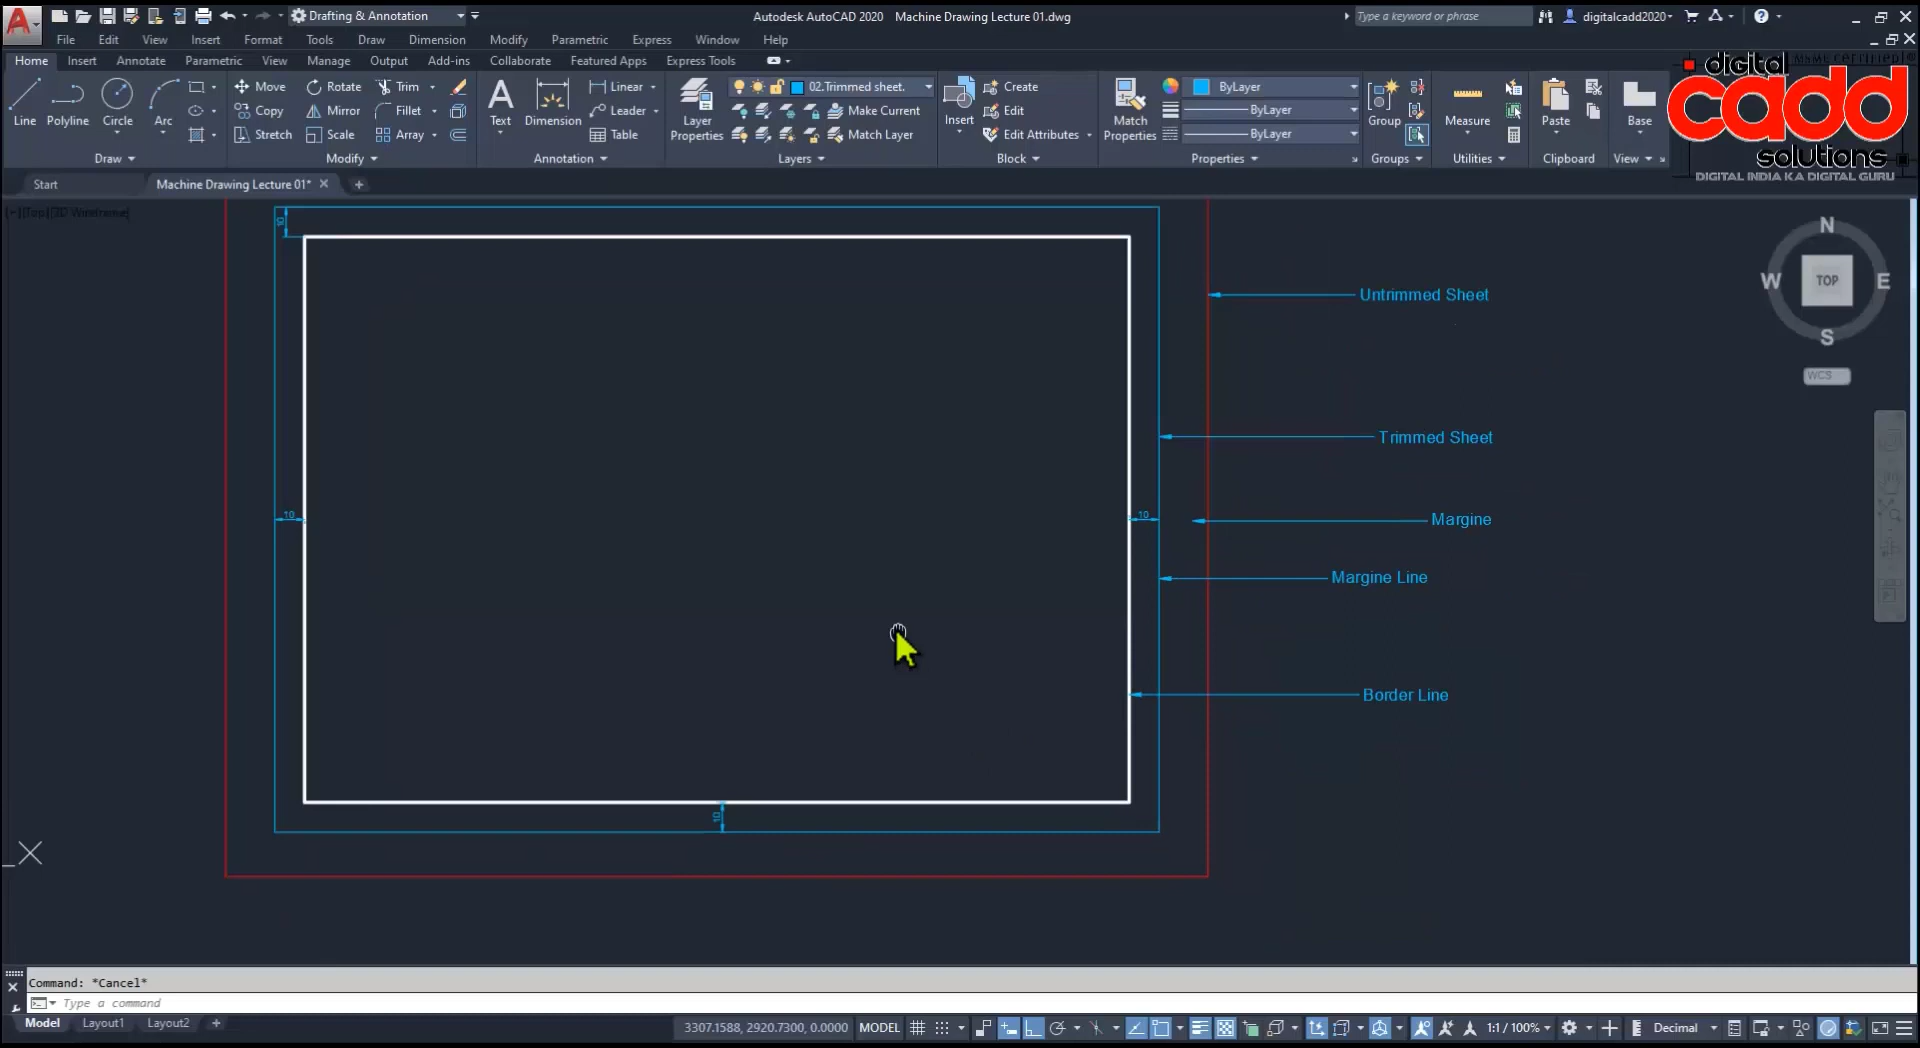 Drafting & Annotation
Autodesk AutoCAD 2020 Machine Drawing Lecture 01.dwg
Type a keyword or phrase
digitalcadd2020
File Edit View Insert Format Tools Draw Dimension Modify Parametric Express Window Help
Home Insert Annotate Parametric View Manage Output Add-ins Collaborate Featured Apps Express Tools
digital
cadd
solutions
DIGITAL INDIA KA DIGITAL GURU
Line Polyline Circle Arc
Draw
Move Rotate Trim
Copy Mirror Fillet
Stretch Scale Array
Modify
Text Dimension
Linear
Leader
Table
Annotation
Layer Properties
02.Trimmed sheet.
Make Current
Match Layer
Layers
Insert
Create
Edit
Edit Attributes
Block
Match Properties
ByLayer
ByLayer
ByLayer
Properties
Group
Groups
Measure
Utilities
Paste
Clipboard
Base
View
Start Machine Drawing Lecture 01*
[−][Top][2D Wireframe]
10
10
10
10
Untrimmed Sheet
Trimmed Sheet
Margine
Margine Line
Border Line
N
W TOP E
S
WCS
Command: *Cancel*
Type a command
Model Layout1 Layout2
3307.1588, 2920.7300, 0.0000 MODEL 1:1 / 100% Decimal